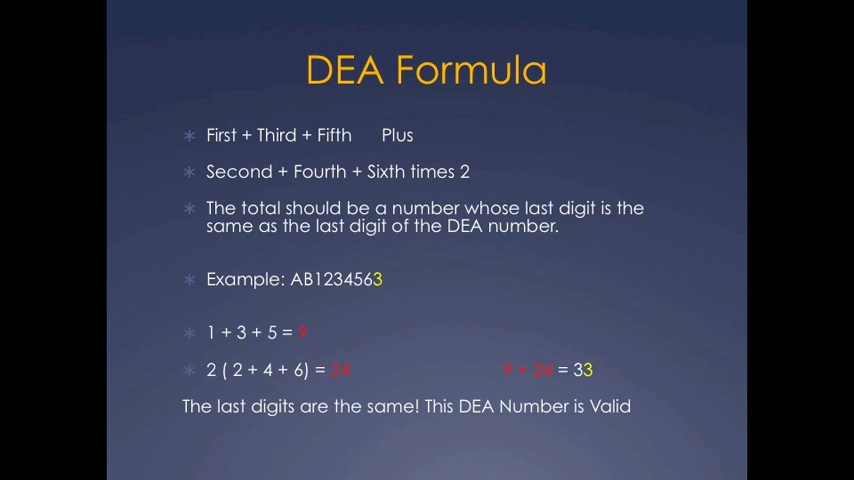 DEA Formula
* First + Third + Fifth Plus
* Second + Fourth + Sixth times 2
* The total should be a number whose last digit is the
same as the last digit of the DEA number.
* Example: AB1234563
* 1 + 3 + 5 = 9
* 2 ( 2 + 4 + 6) = 24 9 + 24 = 33
The last digits are the same! This DEA Number is Valid